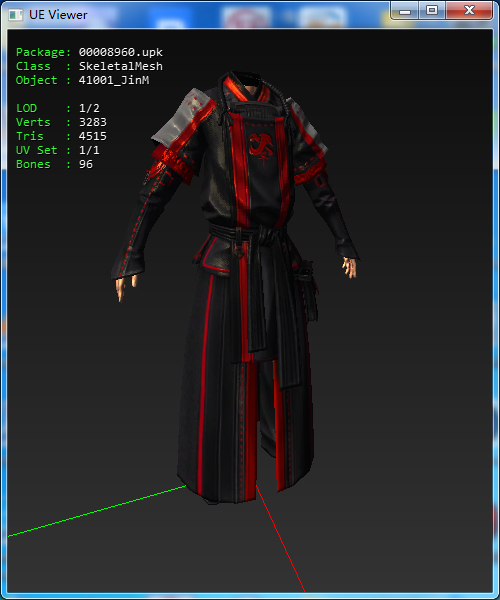 UE Viewer
Package: 00008960.upk
Class : SkeletalMesh
Object : 41001_JinM
LOD : 1/2
Verts : 3283
Tris : 4515
UV Set : 1/1
Bones : 96